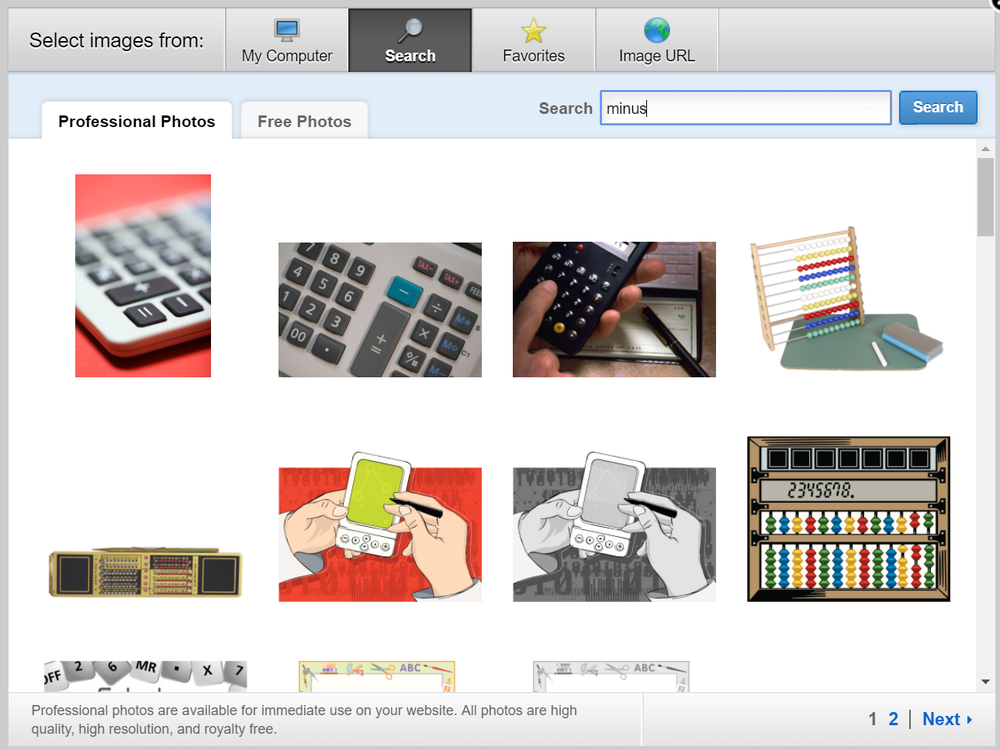 Select images from:
My Computer
Search
Favorites
Image URL
Professional Photos
Free Photos
Search
minus
Search
7 8 9 TAX- TAX+
4 5 6 − ÷ M*
1 2 3 + = X M◇ C1
00 . ◇/# M−
2345678.
OFF 2 6 MR . X 7
ABC
ABC
Professional photos are available for immediate use on your website. All photos are high
quality, high resolution, and royalty free.
1 2 | Next